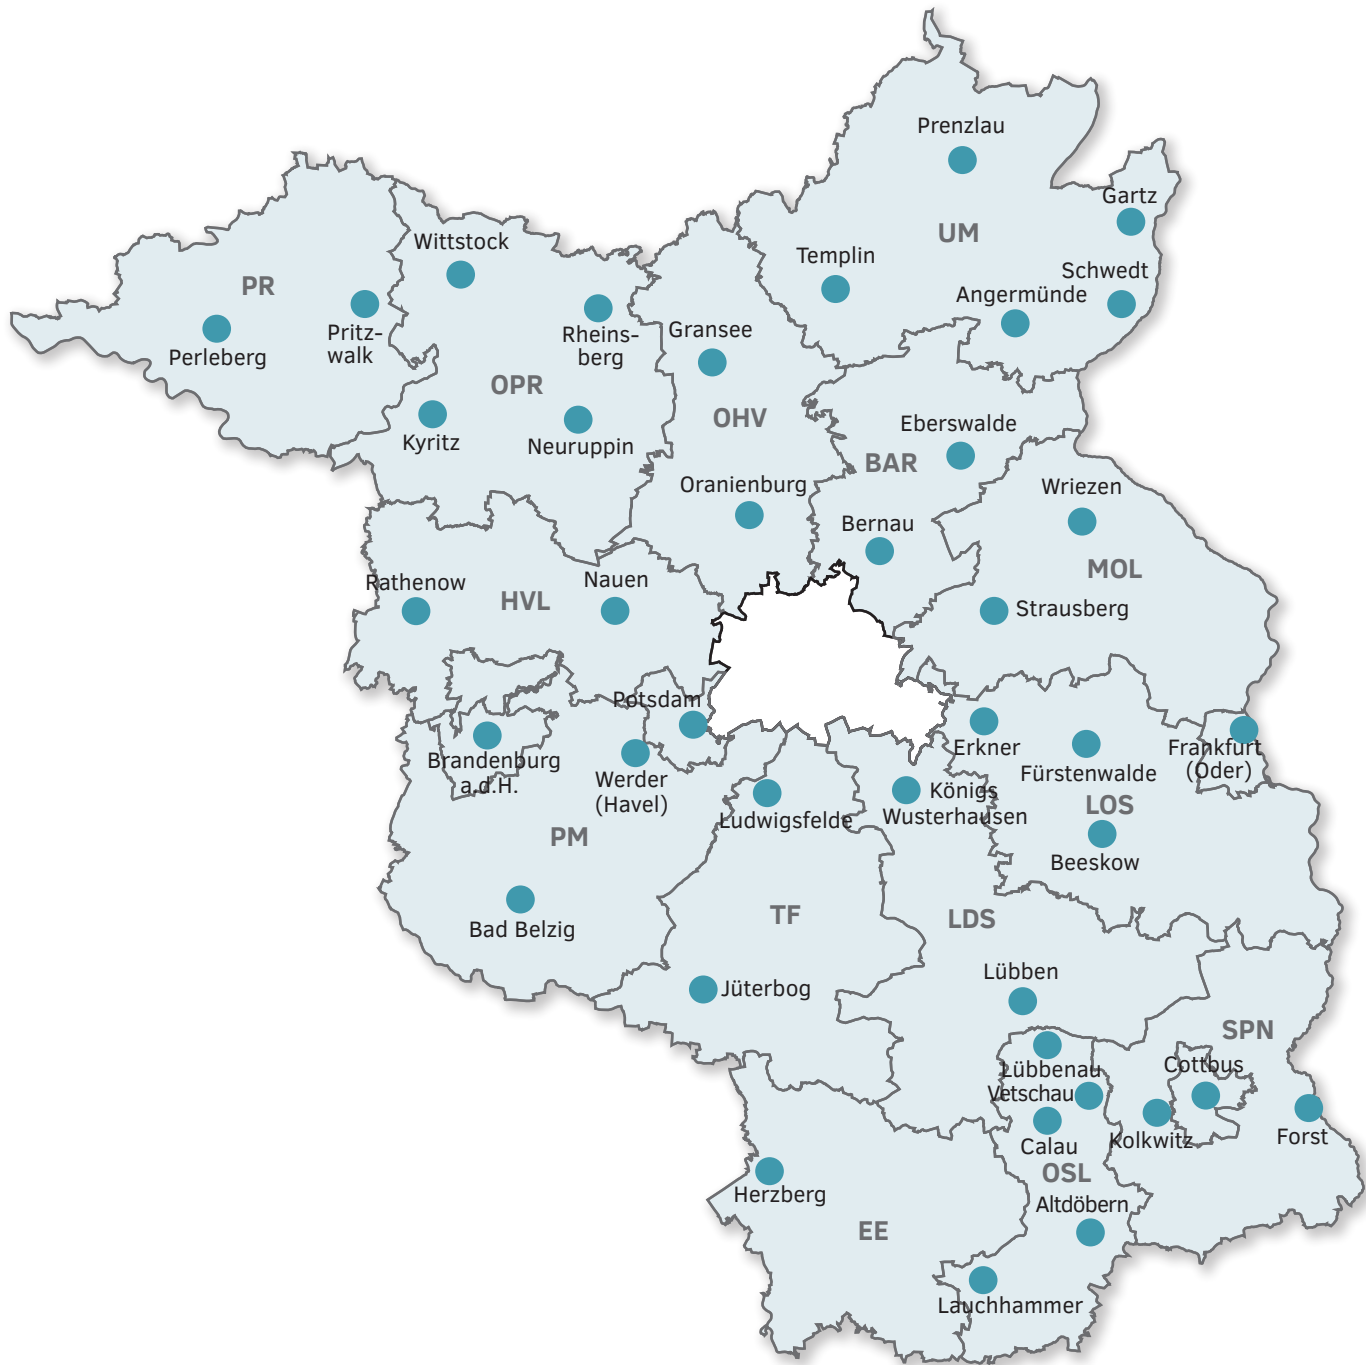 Prenzlau
Gartz
UM
Wittstock
Templin
Schwedt
PR
Angermünde
Gransee
Pritz-
walk
Rheins-
berg
Perleberg
OPR
OHV
Eberswalde
Kyritz
Neuruppin
BAR
Oranienburg
Wriezen
Bernau
MOL
Rathenow
Nauen
HVL
Strausberg
Potsdam
Erkner
Frankfurt
(Oder)
Brandenburg
a.d.H.
Werder
(Havel)
Fürstenwalde
Königs
Wusterhausen
LOS
Ludwigsfelde
PM
Beeskow
TF
LDS
Bad Belzig
Lübben
Jüterbog
SPN
Lübbenau
Cottbus
Vetschau
Forst
Kolkwitz
Calau
OSL
Herzberg
Altdöbern
EE
Lauchhammer